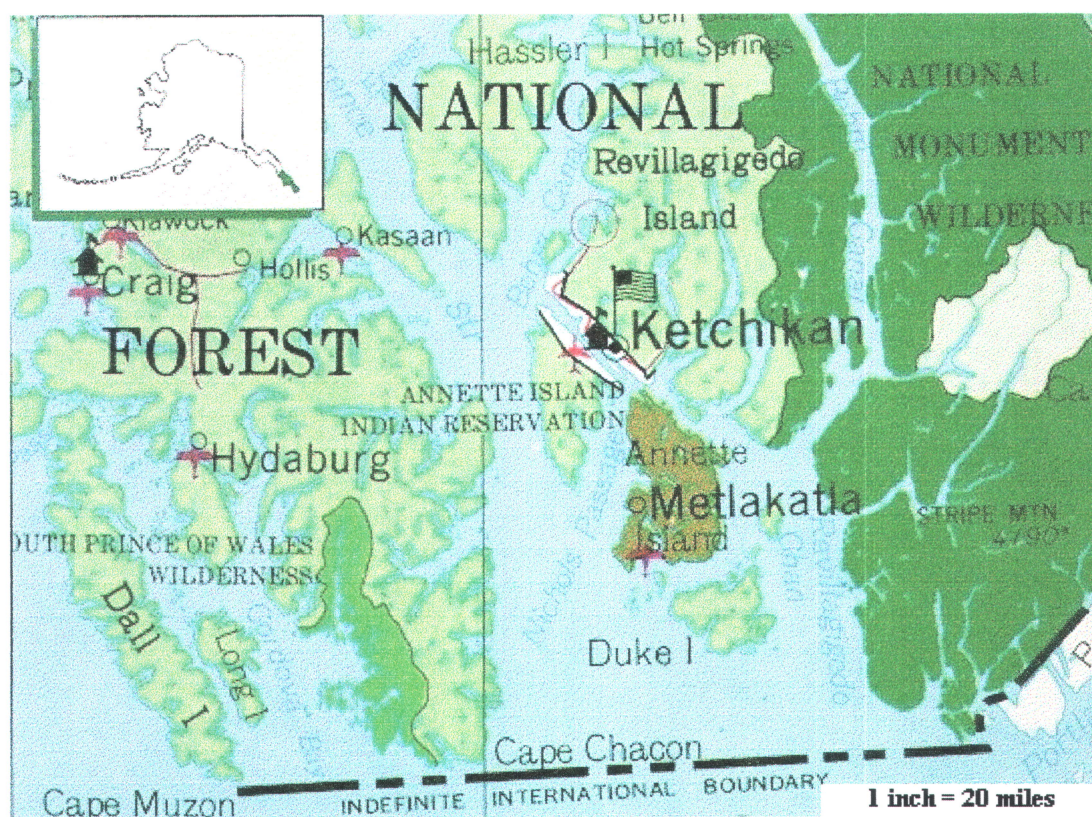 Hassler I
Hot Springs
NATIONAL
NATIONAL
MONUMENT
WILDERNE
Revillagigedo
Island
Klawock
Kasaan
Hollis
Craig
FOREST
Ketchikan
ANNETTE ISLAND
INDIAN RESERVATION
Hydaburg
Annette
Metlakatla
Island
STRIPE MTN
4790*
OUTH PRINCE OF WALES
WILDERNESS
Dall I
Long I
Duke I
Cape Chacon
Cape Muzon
INDEFINITE INTERNATIONAL BOUNDARY
1 inch = 20 miles